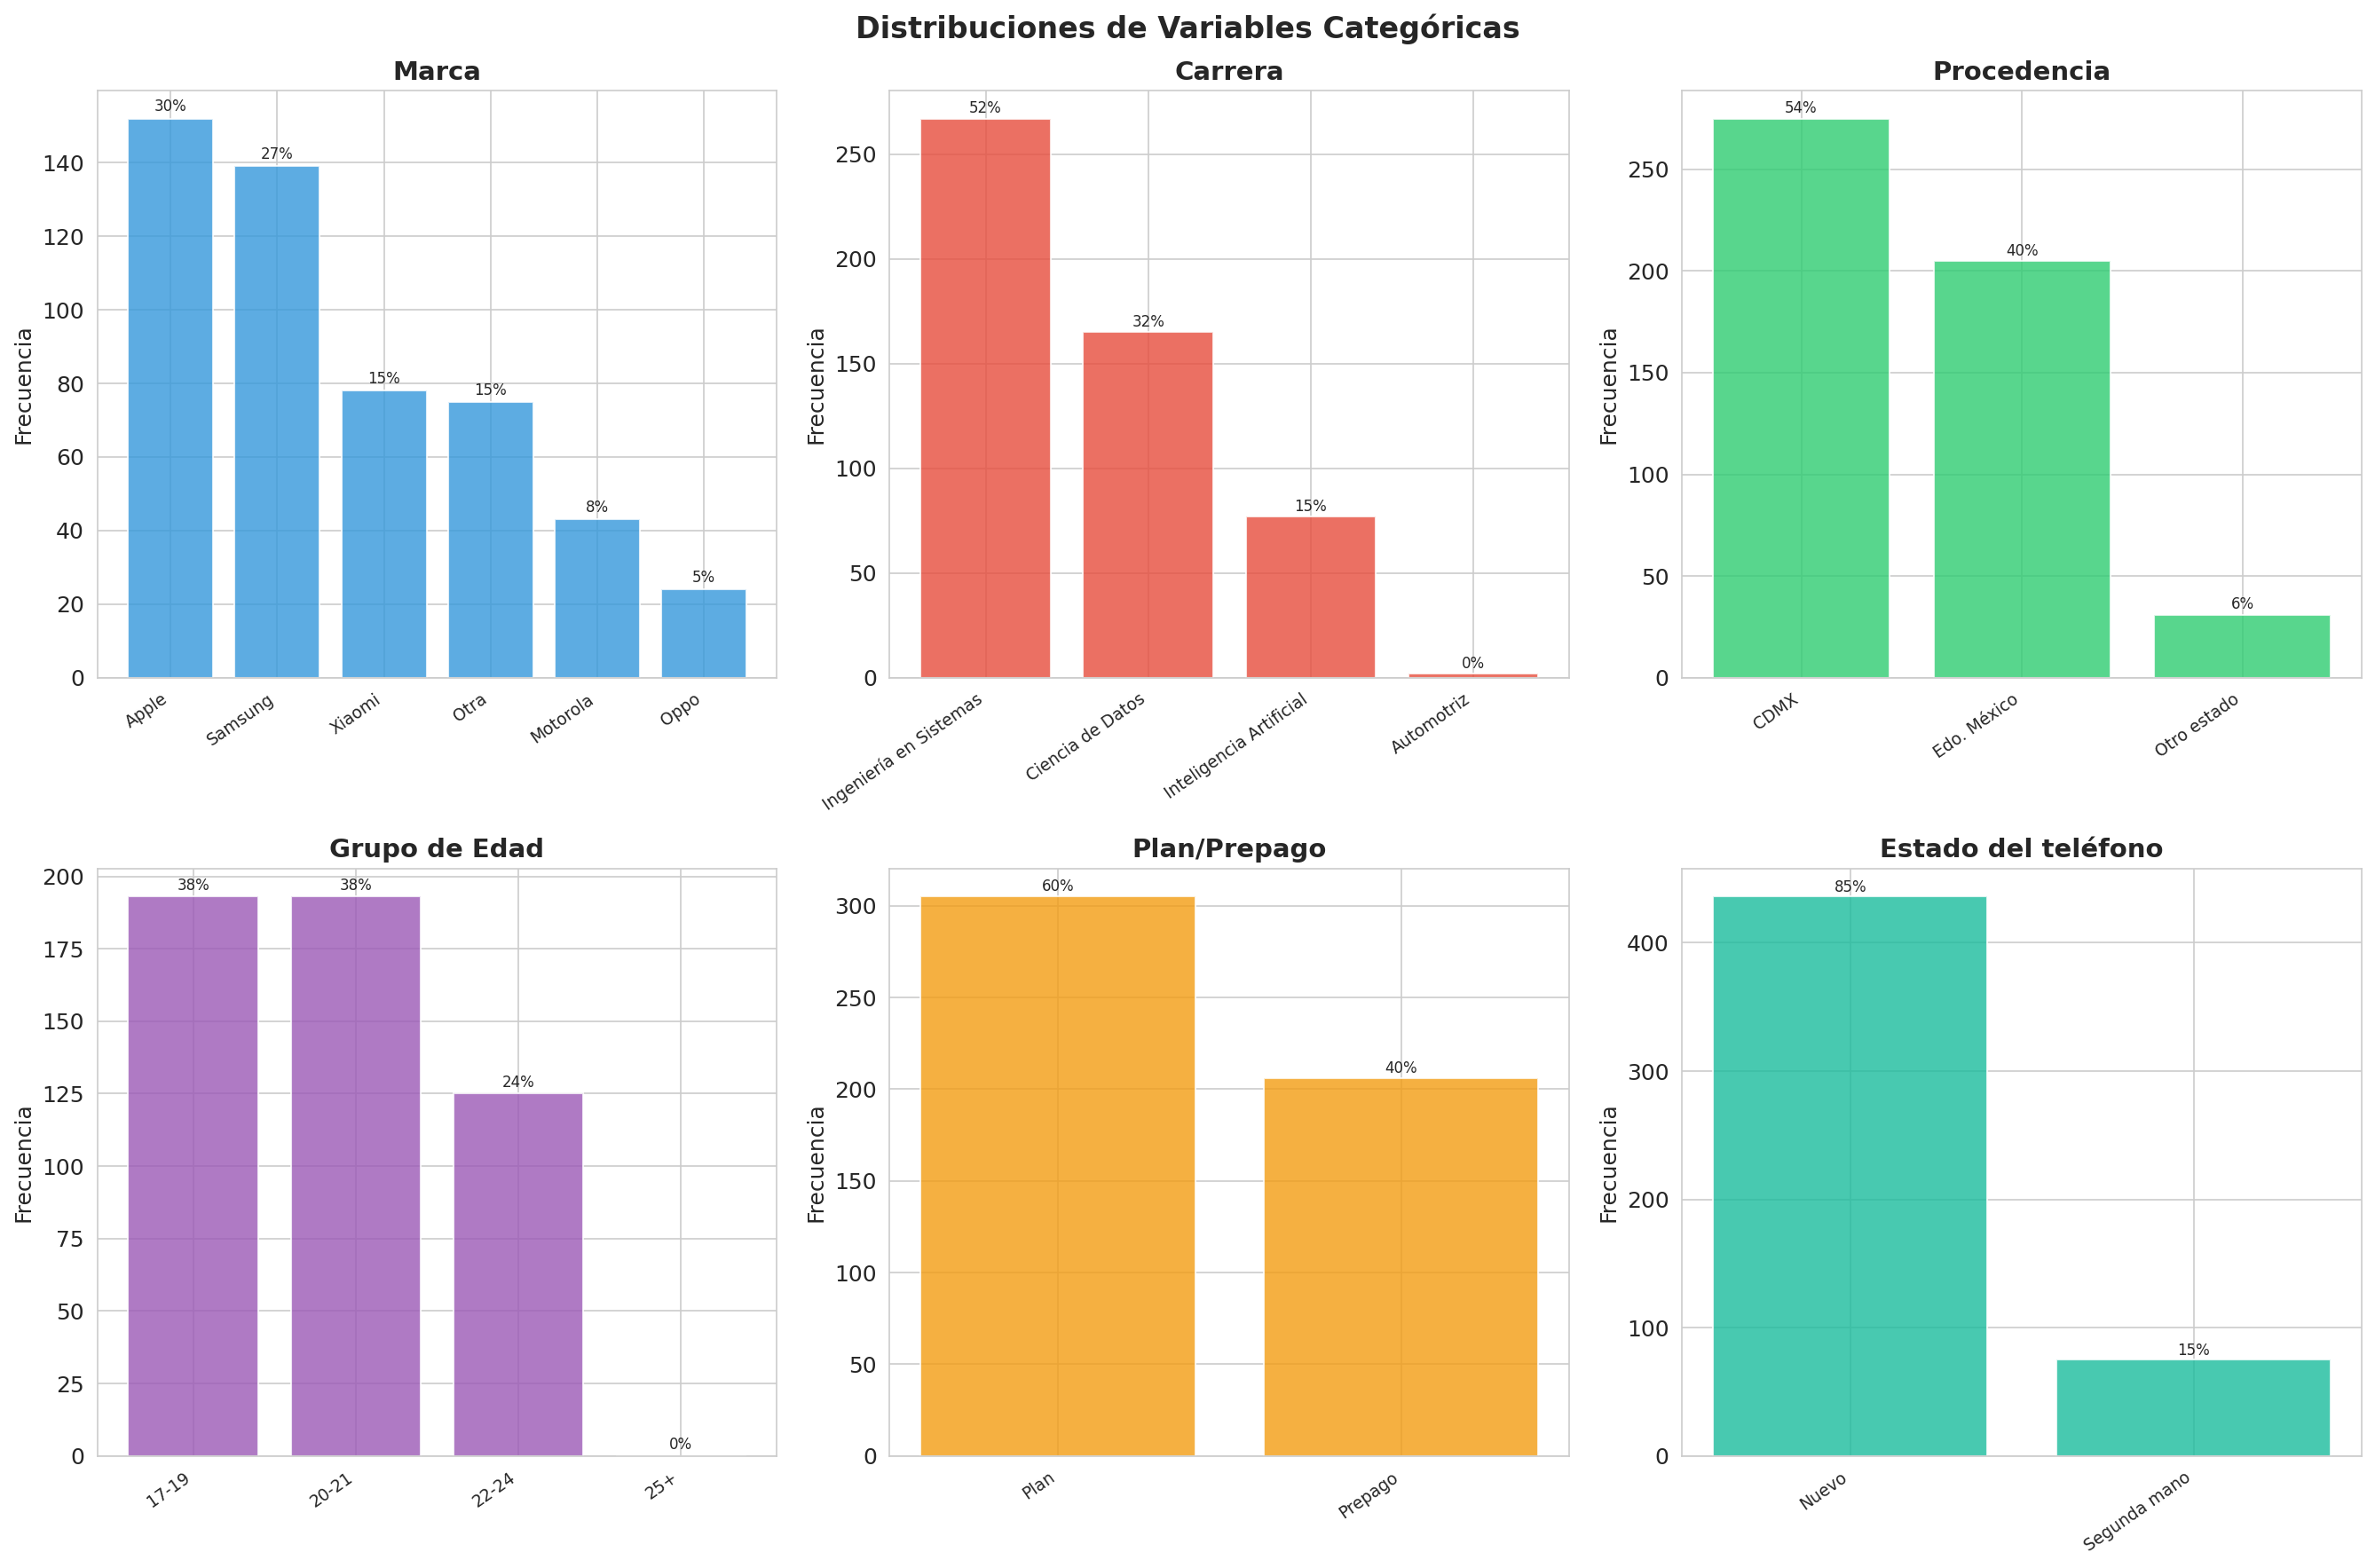 Distribuciones de Variables Categóricas
Marca
30%
27%
15%
15%
8%
5%
140
120
100
80
60
40
20
0
Frecuencia
Apple
Samsung
Xiaomi
Otra
Motorola
Oppo
Carrera
52%
32%
15%
0%
250
200
150
100
50
0
Frecuencia
Ingeniería en Sistemas
Ciencia de Datos
Inteligencia Artificial
Automotriz
Procedencia
54%
40%
6%
250
200
150
100
50
0
Frecuencia
CDMX
Edo. México
Otro estado
Grupo de Edad
38%
38%
24%
0%
200
175
150
125
100
75
50
25
0
Frecuencia
17-19
20-21
22-24
25+
Plan/Prepago
60%
40%
300
250
200
150
100
50
0
Frecuencia
Plan
Prepago
Estado del teléfono
85%
15%
400
300
200
100
0
Frecuencia
Nuevo
Segunda mano